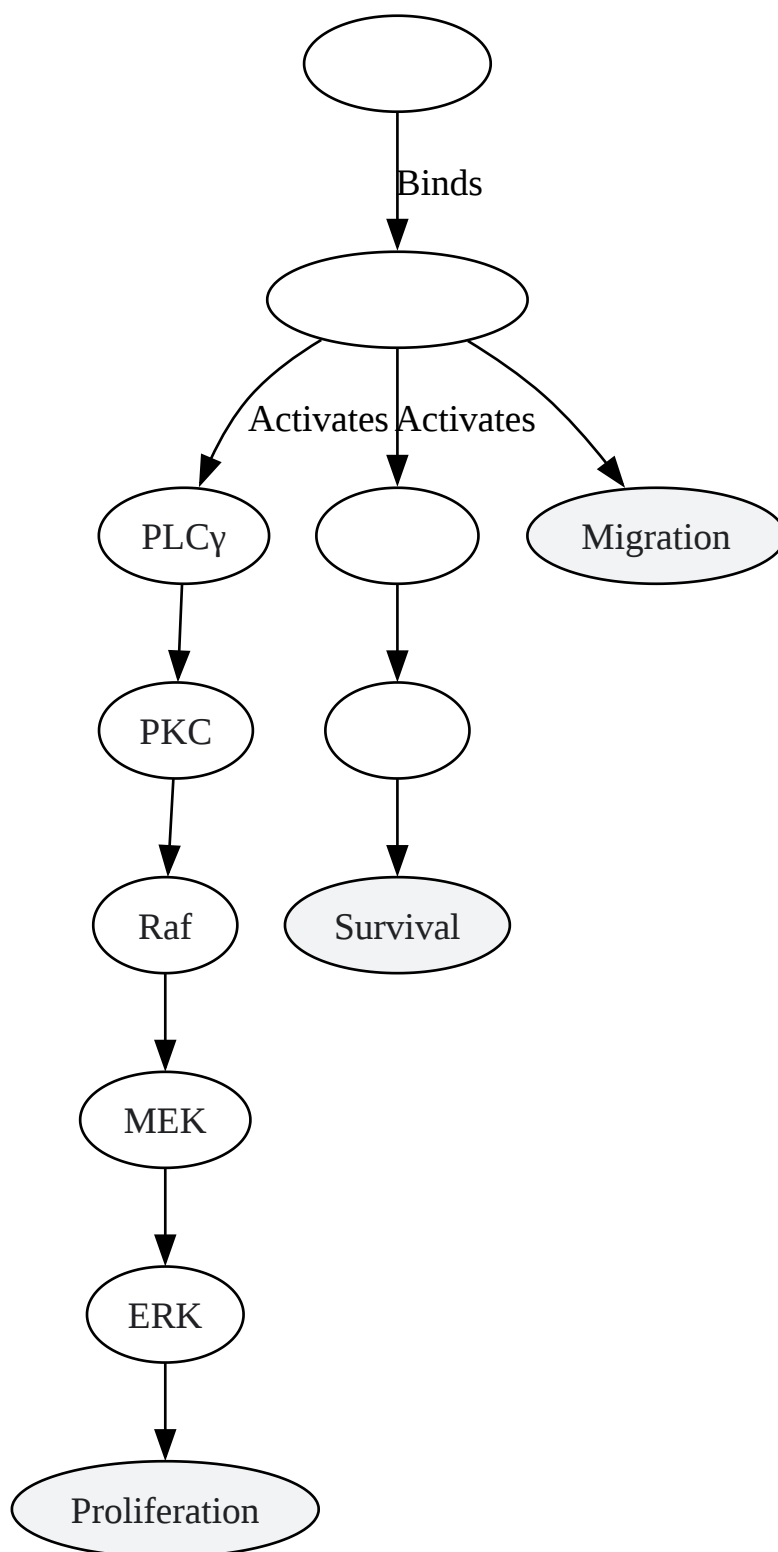 Binds
Activates
Activates
PLCγ
Migration
PKC
Raf
Survival
MEK
ERK
Proliferation